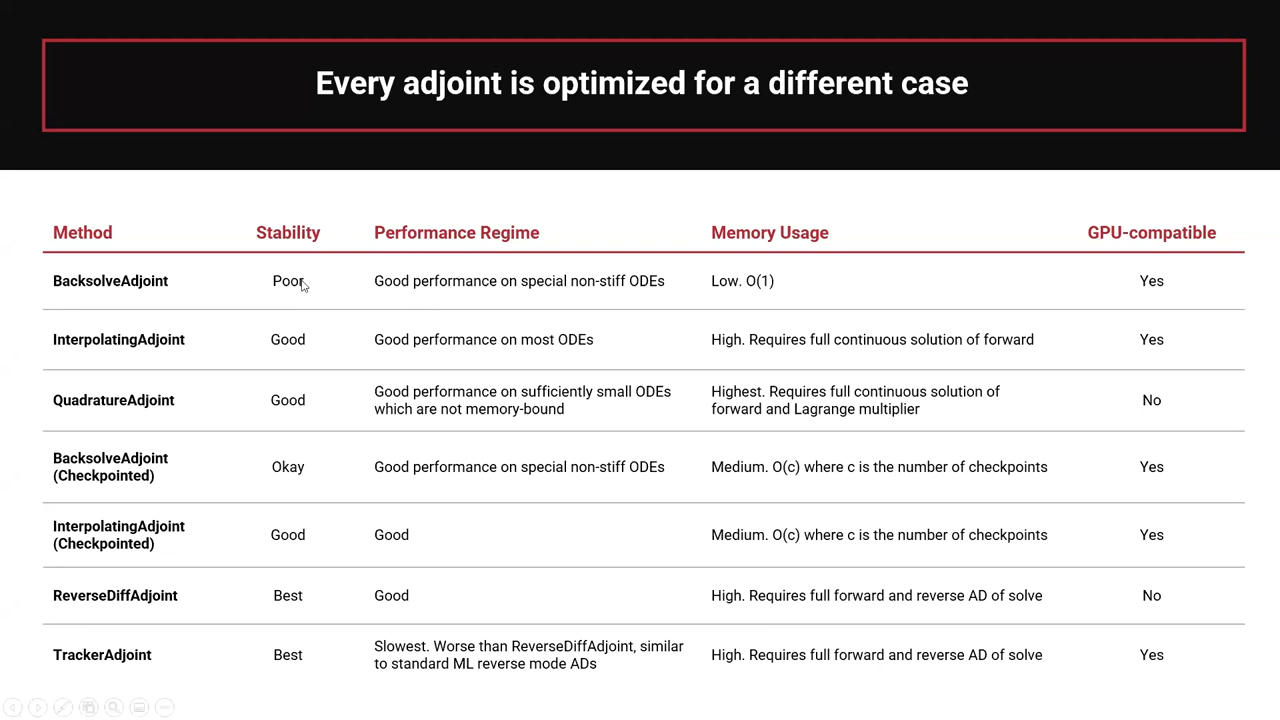 Every adjoint is optimized for a different case
Method Stability Performance Regime Memory Usage GPU-compatible
BacksolveAdjoint Poor Good performance on special non-stiff ODEs Low. O(1) Yes
InterpolatingAdjoint Good Good performance on most ODEs High. Requires full continuous solution of forward Yes
QuadratureAdjoint Good Good performance on sufficiently small ODEs
which are not memory-bound Highest. Requires full continuous solution of
forward and Lagrange multiplier No
BacksolveAdjoint
(Checkpointed) Okay Good performance on special non-stiff ODEs Medium. O(c) where c is the number of checkpoints Yes
InterpolatingAdjoint
(Checkpointed) Good Good Medium. O(c) where c is the number of checkpoints Yes
ReverseDiffAdjoint Best Good High. Requires full forward and reverse AD of solve No
TrackerAdjoint Best Slowest. Worse than ReverseDiffAdjoint, similar
to standard ML reverse mode ADs High. Requires full forward and reverse AD of solve Yes